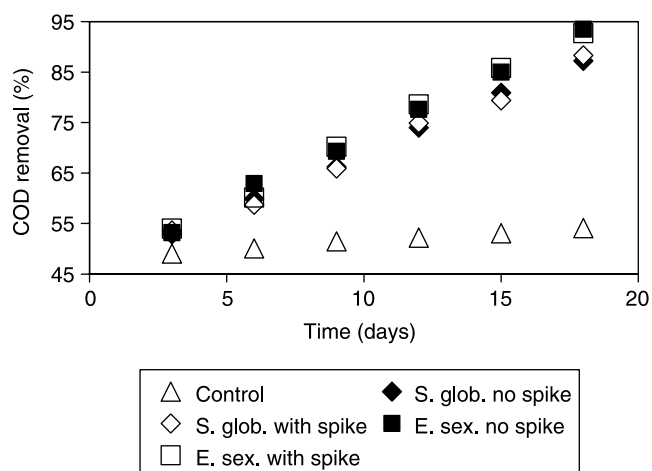 95
85
75
65
55
45
COD removal (%)
0 5 10 15 20
Time (days)
Control
S. glob. no spike
S. glob. with spike
E. sex. no spike
E. sex. with spike